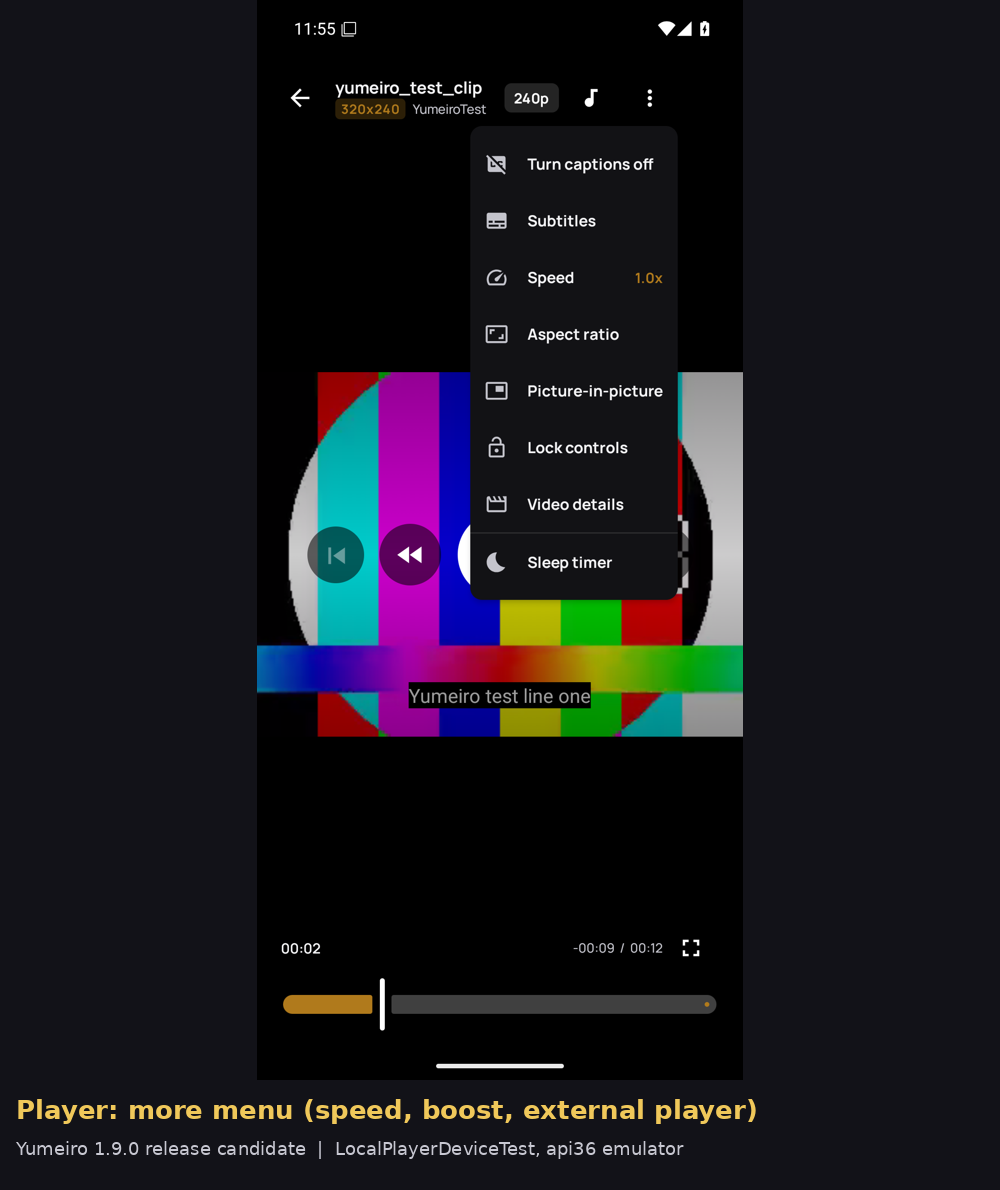 11:55
yumeiro_test_clip
320x240 YumeiroTest
240p
Turn captions off
Subtitles
Speed 1.0x
Aspect ratio
Picture-in-picture
Lock controls
Video details
Sleep timer
Yumeiro test line one
00:02
-00:09 / 00:12
Player: more menu (speed, boost, external player)
Yumeiro 1.9.0 release candidate | LocalPlayerDeviceTest, api36 emulator